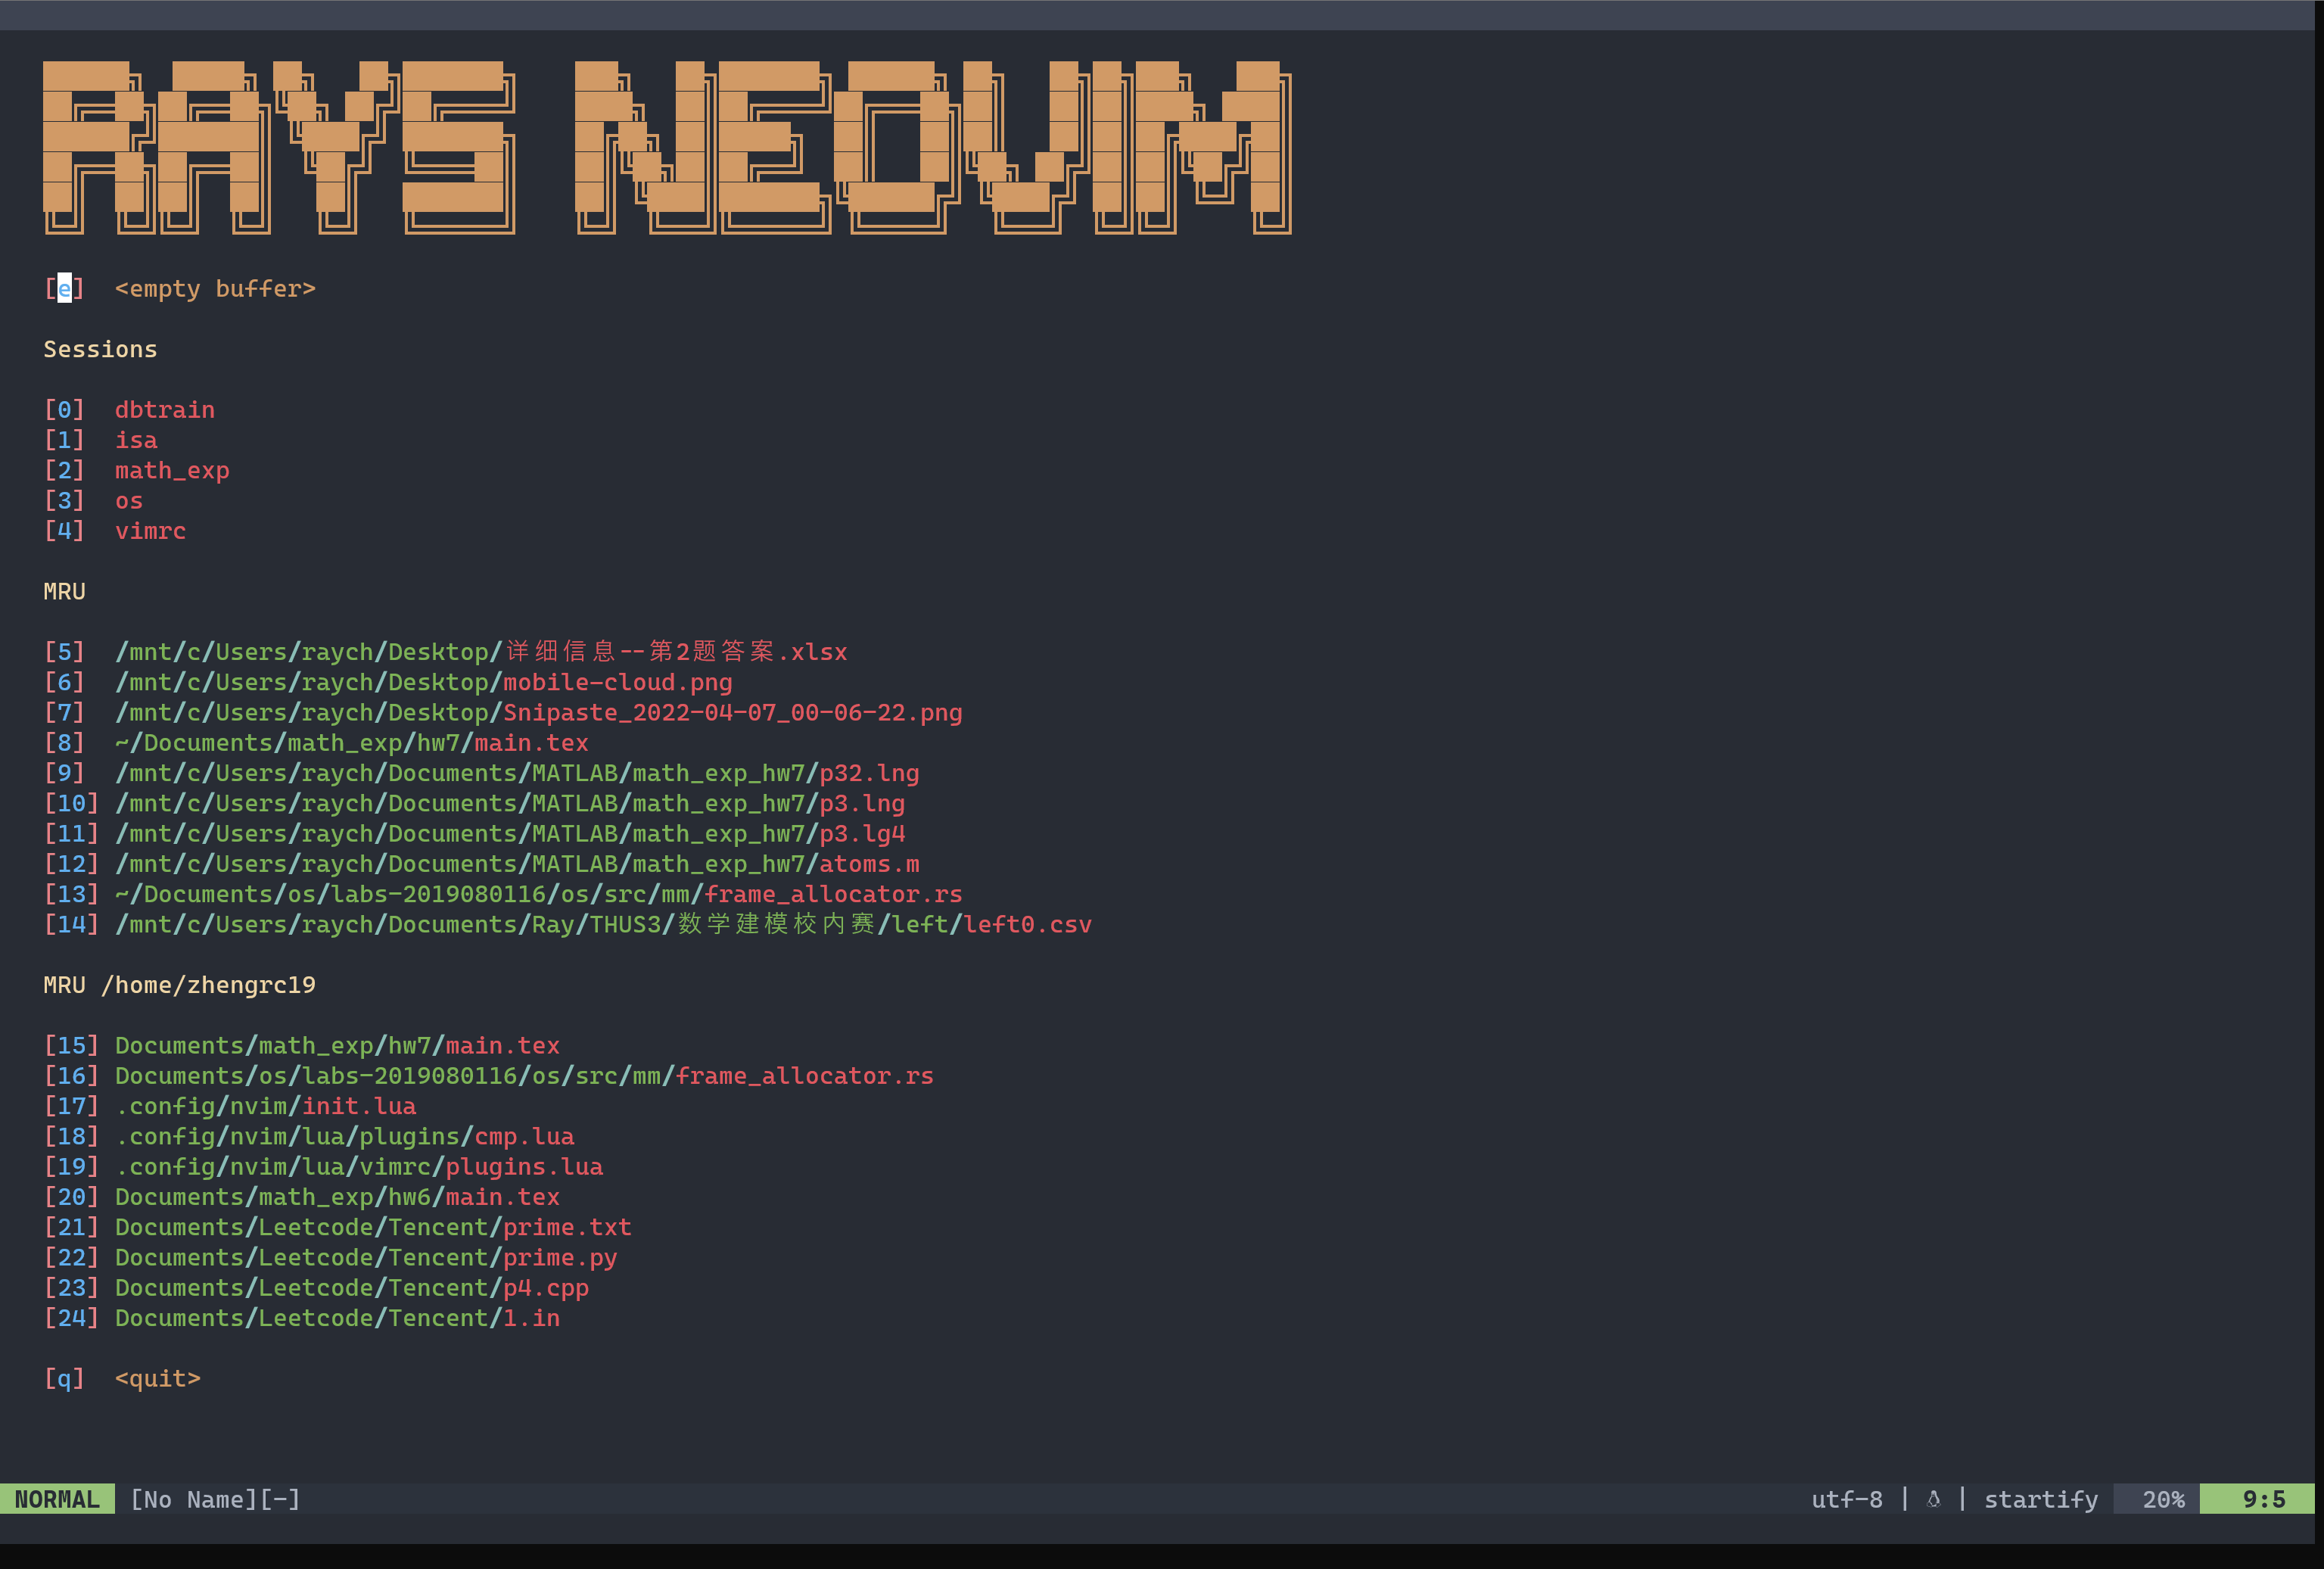 RAYS NEOVIM
[e]  <empty buffer>
Sessions
[0]  dbtrain
[1]  isa
[2]  math_exp
[3]  os
[4]  vimrc
MRU
[5]  /mnt/c/Users/raych/Desktop/详细信息--第2题答案.xlsx
[6]  /mnt/c/Users/raych/Desktop/mobile-cloud.png
[7]  /mnt/c/Users/raych/Desktop/Snipaste_2022-04-07_00-06-22.png
[8]  ~/Documents/math_exp/hw7/main.tex
[9]  /mnt/c/Users/raych/Documents/MATLAB/math_exp_hw7/p32.lng
[10] /mnt/c/Users/raych/Documents/MATLAB/math_exp_hw7/p3.lng
[11] /mnt/c/Users/raych/Documents/MATLAB/math_exp_hw7/p3.lg4
[12] /mnt/c/Users/raych/Documents/MATLAB/math_exp_hw7/atoms.m
[13] ~/Documents/os/labs-2019080116/os/src/mm/frame_allocator.rs
[14] /mnt/c/Users/raych/Documents/Ray/THUS3/数学建模校内赛/left/left0.csv
MRU /home/zhengrc19
[15] Documents/math_exp/hw7/main.tex
[16] Documents/os/labs-2019080116/os/src/mm/frame_allocator.rs
[17] .config/nvim/init.lua
[18] .config/nvim/lua/plugins/cmp.lua
[19] .config/nvim/lua/vimrc/plugins.lua
[20] Documents/math_exp/hw6/main.tex
[21] Documents/Leetcode/Tencent/prime.txt
[22] Documents/Leetcode/Tencent/prime.py
[23] Documents/Leetcode/Tencent/p4.cpp
[24] Documents/Leetcode/Tencent/1.in
[q]  <quit>
NORMAL [No Name][-] utf-8 | | startify 20% 9:5